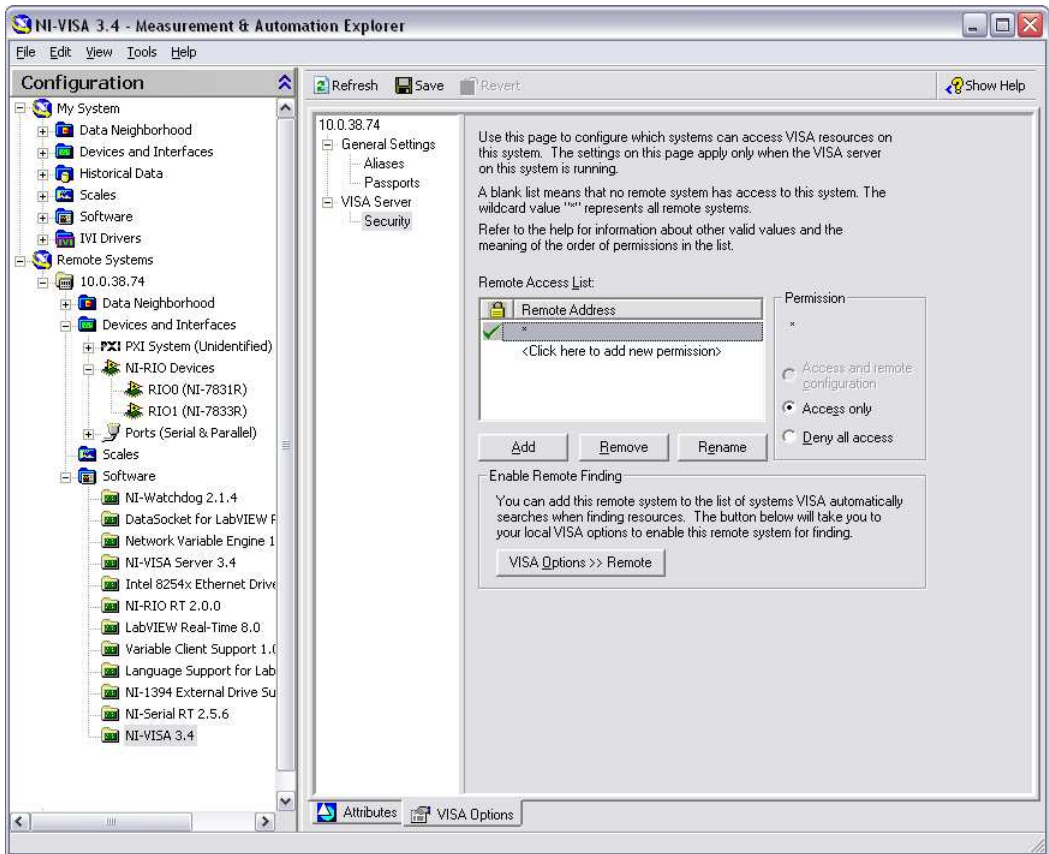 NI-VISA 3.4 - Measurement & Automation Explorer
File Edit View Tools Help
Configuration
My System
Data Neighborhood
Devices and Interfaces
Historical Data
Scales
Software
IVI Drivers
Remote Systems
10.0.38.74
Data Neighborhood
Devices and Interfaces
PXI PXI System (Unidentified)
NI-RIO Devices
RIO0 (NI-7831R)
RIO1 (NI-7833R)
Ports (Serial & Parallel)
Scales
Software
NI-Watchdog 2.1.4
DataSocket for LabVIEW
Network Variable Engine 1
NI-VISA Server 3.4
Intel 8254x Ethernet Drive
NI-RIO RT 2.0.0
LabVIEW Real-Time 8.0
Variable Client Support 1.0
Language Support for Lab
NI-1394 External Drive Su
NI-Serial RT 2.5.6
NI-VISA 3.4
Refresh Save Revert Show Help
10.0.38.74
General Settings
Aliases
Passports
VISA Server
Security
Use this page to configure which systems can access VISA resources on
this system. The settings on this page apply only when the VISA server
on this system is running.
A blank list means that no remote system has access to this system. The
wildcard value "*" represents all remote systems.
Refer to the help for information about other valid values and the
meaning of the order of permissions in the list.
Remote Access List:
Remote Address
*
<Click here to add new permission>
Permission
*
Access and remote
configuration
Access only
Deny all access
Add Remove Rename
Enable Remote Finding
You can add this remote system to the list of systems VISA automatically
searches when finding resources. The button below will take you to
your local VISA options to enable this remote system for finding.
VISA Options >> Remote
Attributes VISA Options